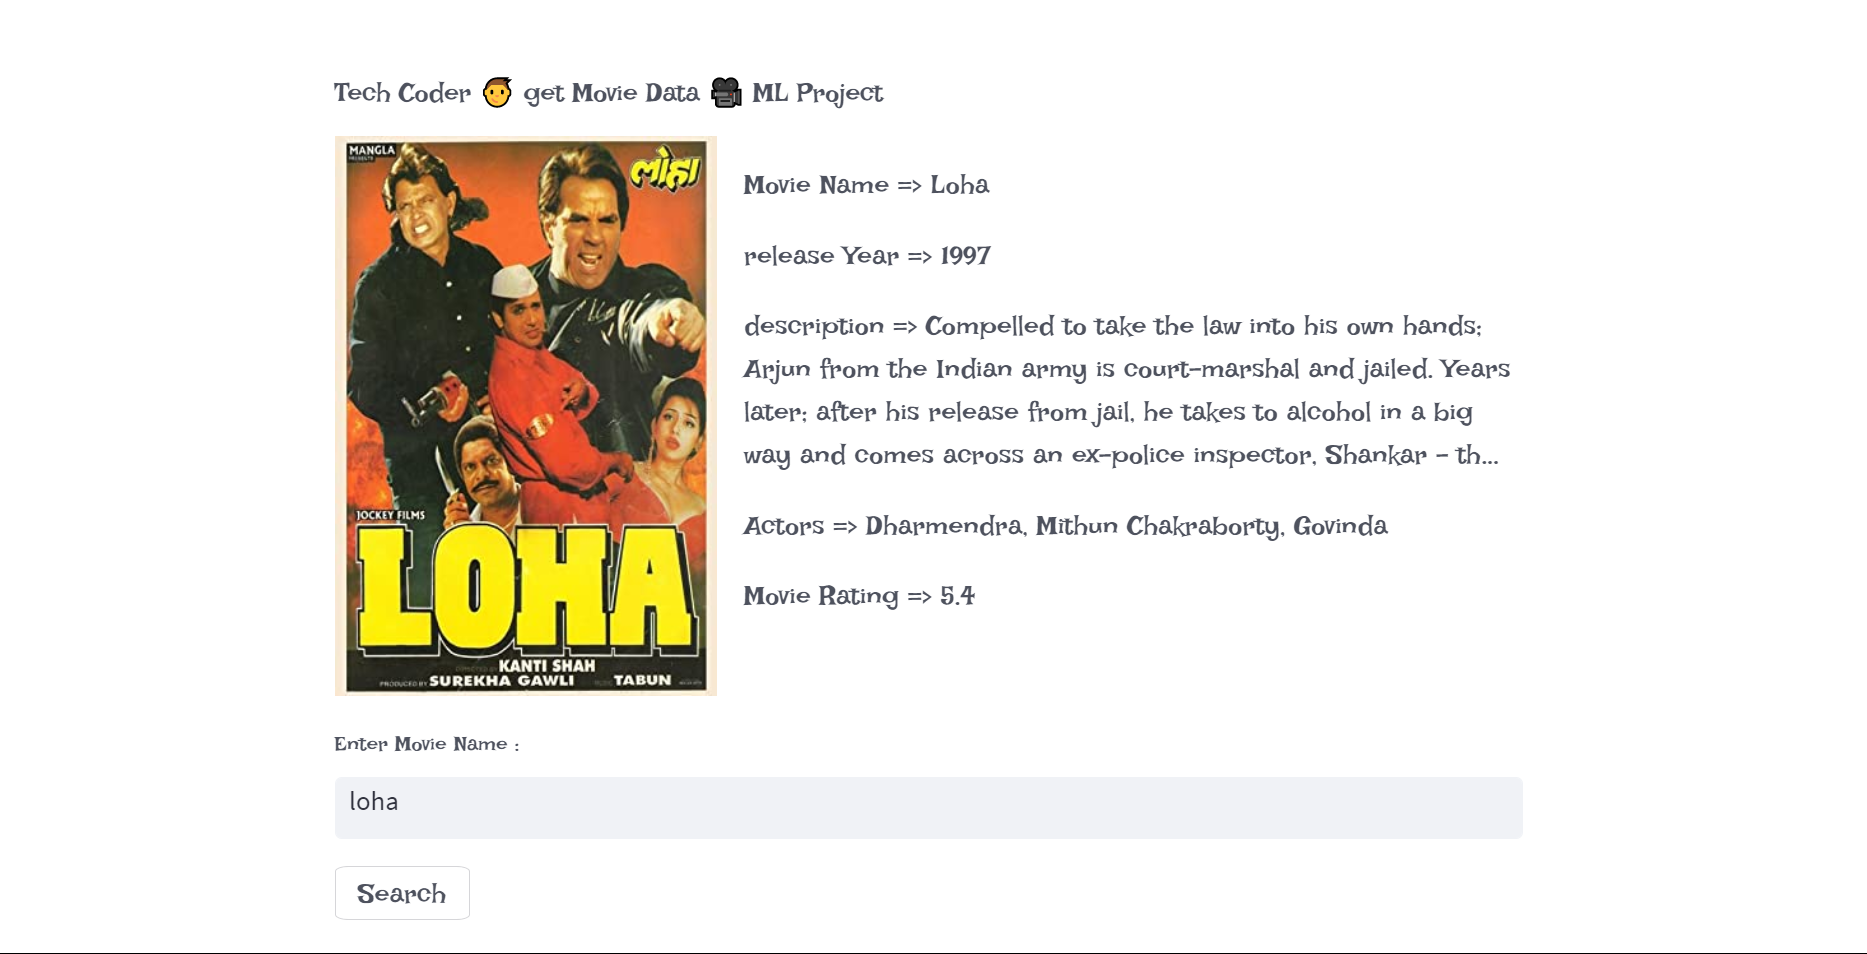 Tech Coder get Movie Data ML Project
MANGLA
PRESENTS
लोहा
JOCKEY FILMS
LOHA
DIRECTED BY KANTI SHAH
PRODUCED BY SUREKHA GAWLI MUSIC TABUN
Movie Name => Loha
release Year => 1997
description => Compelled to take the law into his own hands;
Arjun from the Indian army is court-marshal and jailed. Years
later; after his release from jail, he takes to alcohol in a big
way and comes across an ex-police inspector, Shankar - th...
Actors => Dharmendra, Mithun Chakraborty, Govinda
Movie Rating => 5.4
Enter Movie Name :
loha
Search